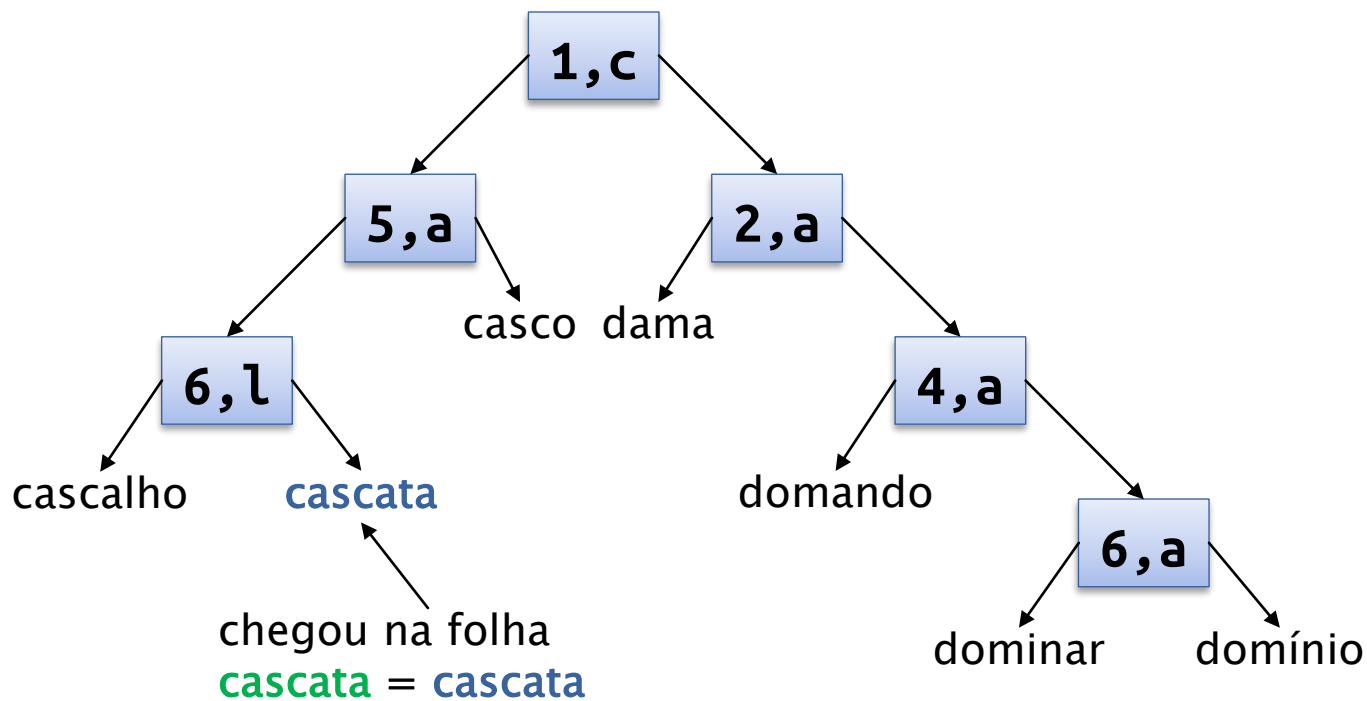 1,c
5,a
2,a
casco
dama
6,l
4,a
cascalho
cascata
domando
6,a
chegou na folha
cascata = cascata
dominar
domínio